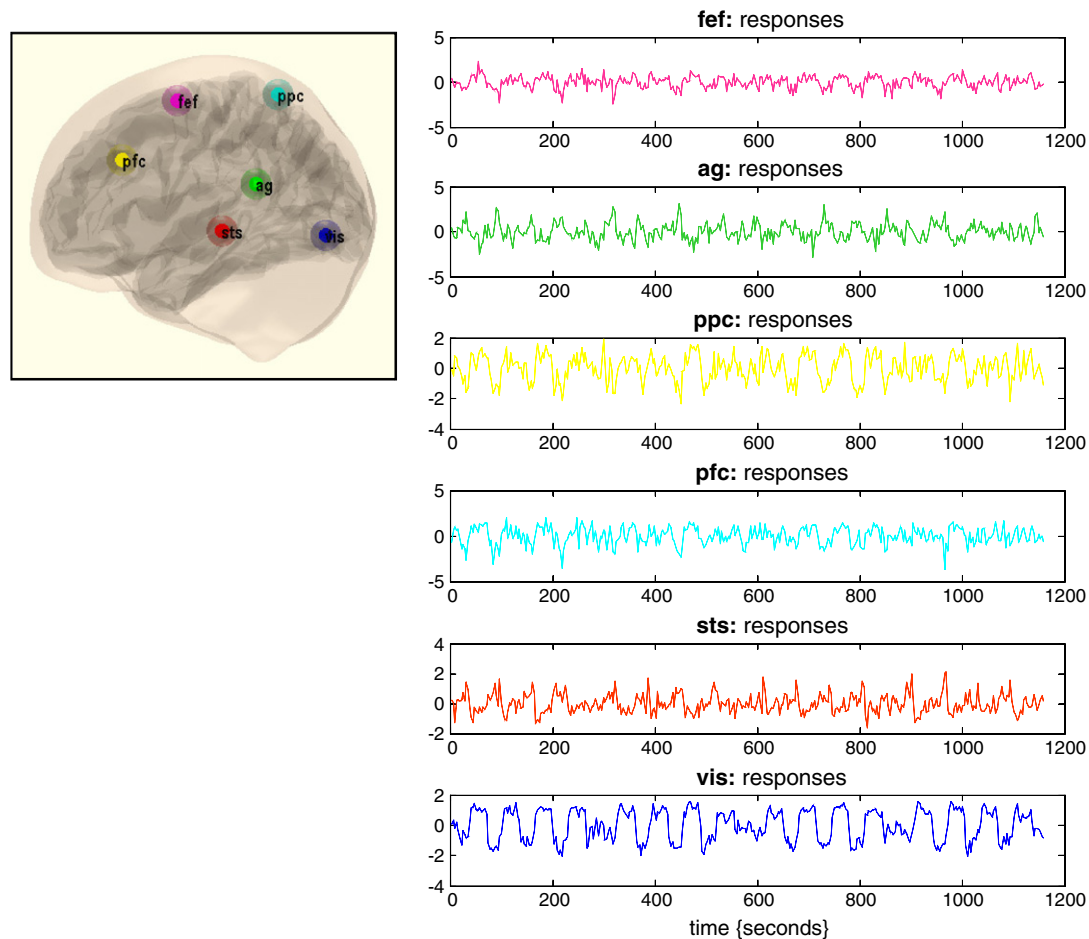 fef
ppc
pfc
ag
sts
vis
fef: responses
5
0
-5
0 200 400 600 800 1000 1200
ag: responses
5
0
-5
0 200 400 600 800 1000 1200
ppc: responses
2
0
-2
-4
0 200 400 600 800 1000 1200
pfc: responses
5
0
-5
0 200 400 600 800 1000 1200
sts: responses
4
2
0
-2
0 200 400 600 800 1000 1200
vis: responses
2
0
-2
-4
0 200 400 600 800 1000 1200
time {seconds}